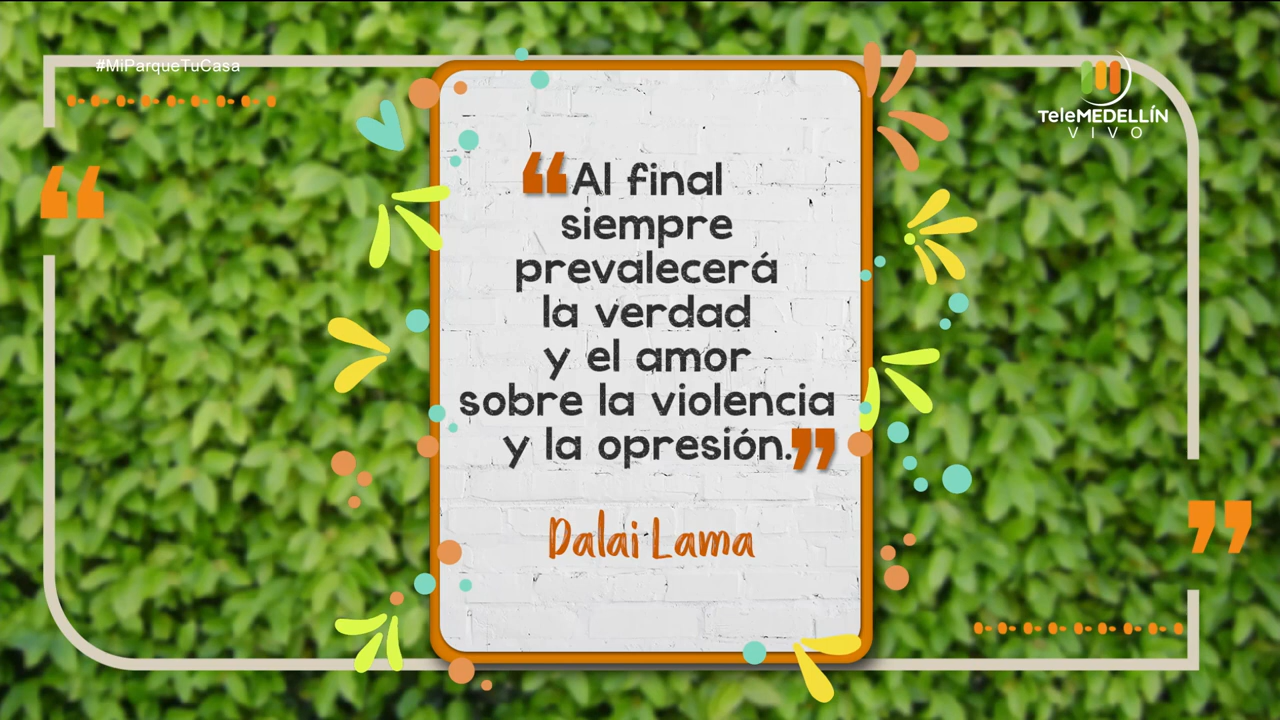 #MiParqueTuCasa
TeleMEDELLÍN
VIVO
“Al final
siempre
prevalecerá
la verdad
y el amor
sobre la violencia
y la opresión.”
Dalai Lama